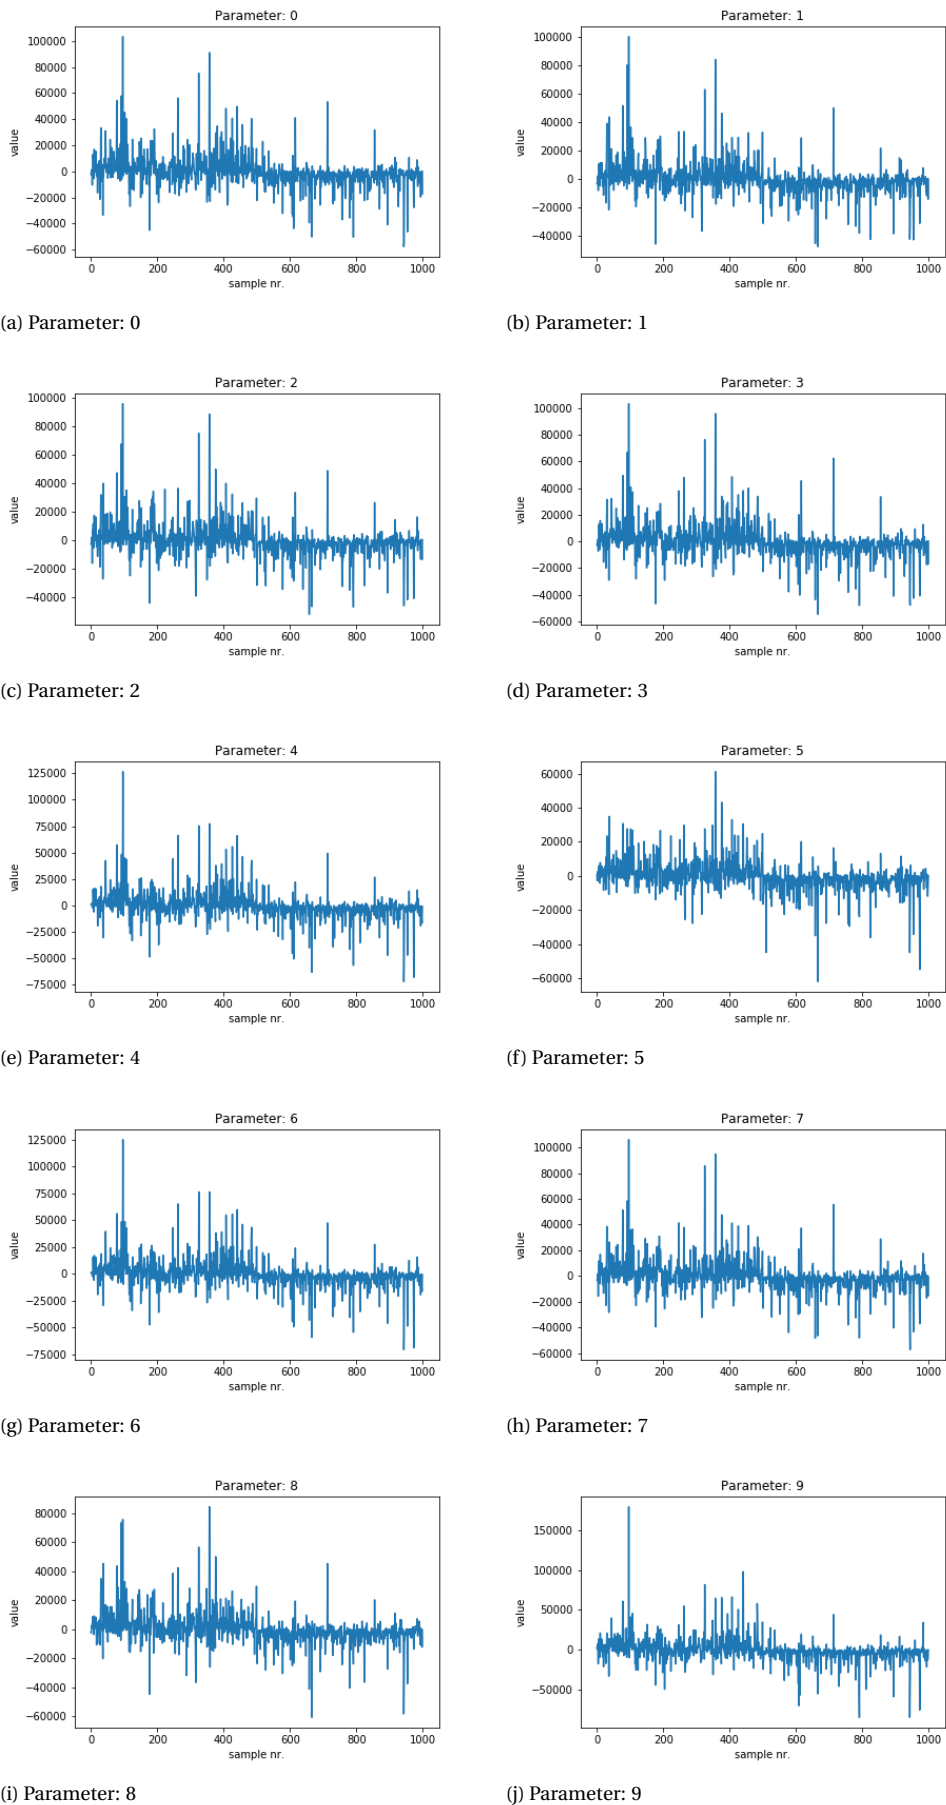 Parameter: 0
100000
80000
60000
40000
20000
0
−20000
−40000
−60000
value
0 200 400 600 800 1000
sample nr.
(a) Parameter: 0
Parameter: 1
100000
80000
60000
40000
20000
0
−20000
−40000
value
0 200 400 600 800 1000
sample nr.
(b) Parameter: 1
Parameter: 2
100000
80000
60000
40000
20000
0
−20000
−40000
value
0 200 400 600 800 1000
sample nr.
(c) Parameter: 2
Parameter: 3
100000
80000
60000
40000
20000
0
−20000
−40000
−60000
value
0 200 400 600 800 1000
sample nr.
(d) Parameter: 3
Parameter: 4
125000
100000
75000
50000
25000
0
−25000
−50000
−75000
value
0 200 400 600 800 1000
sample nr.
(e) Parameter: 4
Parameter: 5
60000
40000
20000
0
−20000
−40000
−60000
value
0 200 400 600 800 1000
sample nr.
(f) Parameter: 5
Parameter: 6
125000
100000
75000
50000
25000
0
−25000
−50000
−75000
value
0 200 400 600 800 1000
sample nr.
(g) Parameter: 6
Parameter: 7
100000
80000
60000
40000
20000
0
−20000
−40000
−60000
value
0 200 400 600 800 1000
sample nr.
(h) Parameter: 7
Parameter: 8
80000
60000
40000
20000
0
−20000
−40000
−60000
value
0 200 400 600 800 1000
sample nr.
(i) Parameter: 8
Parameter: 9
150000
100000
50000
0
−50000
value
0 200 400 600 800 1000
sample nr.
(j) Parameter: 9